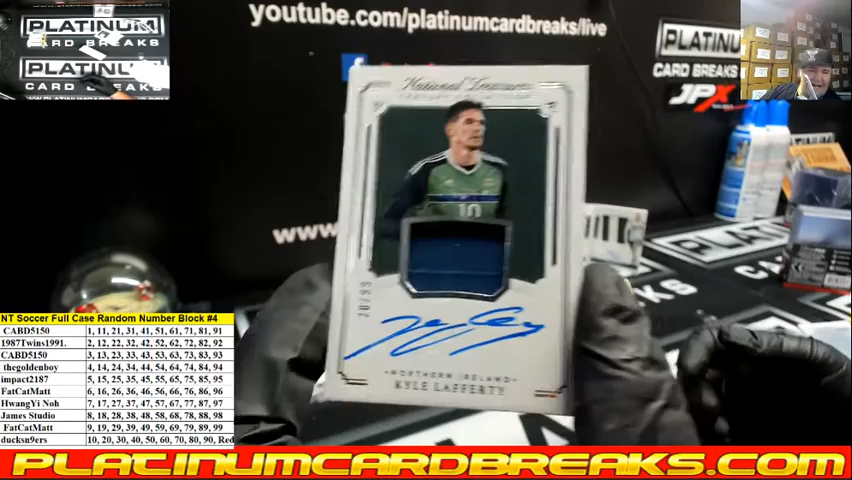 youtube.com/platinumcardbreaks/live
PLATINUM
CARD BREAKS
PLATINUM
CARD BREAKS
PLATINUM
CARD BREAKS
JPX
National Treasures
10
20/99
NORTHERN IRELAND
KYLE LAFFERTY
www
PLATINUM
NT Soccer Full Case Random Number Block #4
CABD5150 1, 11, 21, 31, 41, 51, 61, 71, 81, 91
1987Twins1991. 2, 12, 22, 32, 42, 52, 62, 72, 82, 92
CABD5150 3, 13, 23, 33, 43, 53, 63, 73, 83, 93
thegoldenboy 4, 14, 24, 34, 44, 54, 64, 74, 84, 94
impact2187 5, 15, 25, 35, 45, 55, 65, 75, 85, 95
FatCatMatt 6, 16, 26, 36, 46, 56, 66, 76, 86, 96
HwangYi Noh 7, 17, 27, 37, 47, 57, 67, 77, 87, 97
James Studio 8, 18, 28, 38, 48, 58, 68, 78, 88, 98
FatCatMatt 9, 19, 29, 39, 49, 59, 69, 79, 89, 99
ducksn9ers 10, 20, 30, 40, 50, 60, 70, 80, 90, Red
PLATINUMCARDBREAKS.COM